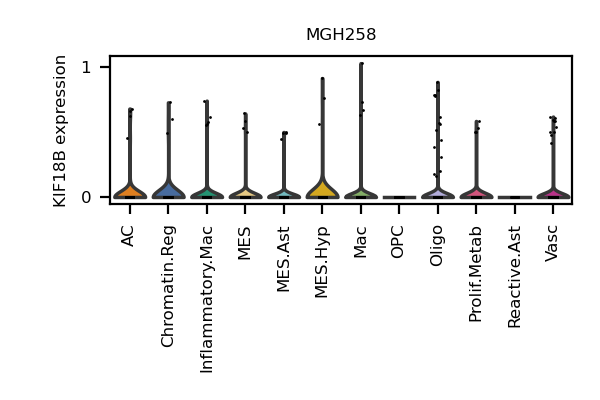 MGH258
KIF18B expression
1
0
AC
Chromatin.Reg
Inflammatory.Mac
MES
MES.Ast
MES.Hyp
Mac
OPC
Oligo
Prolif.Metab
Reactive.Ast
Vasc